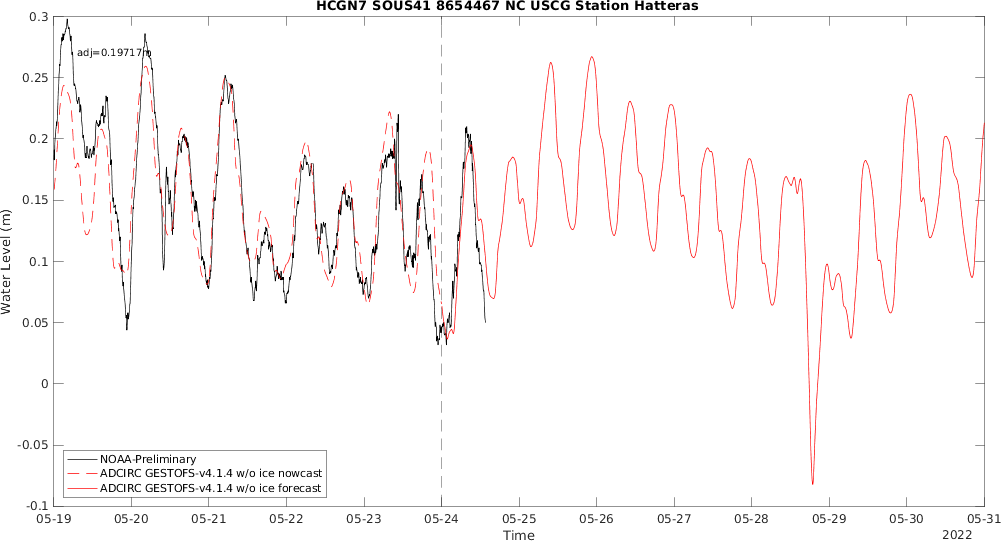 HCGN7 SOUS41 8654467 NC USCG Station Hatteras
0.3
0.25
0.2
0.15
0.1
0.05
0
-0.05
-0.1
Water Level (m)
adj=0.19717m
NOAA-Preliminary
ADCIRC GESTOFS-v4.1.4 w/o ice nowcast
ADCIRC GESTOFS-v4.1.4 w/o ice forecast
05-19 05-20 05-21 05-22 05-23 05-24 05-25 05-26 05-27 05-28 05-29 05-30 05-31
Time
2022